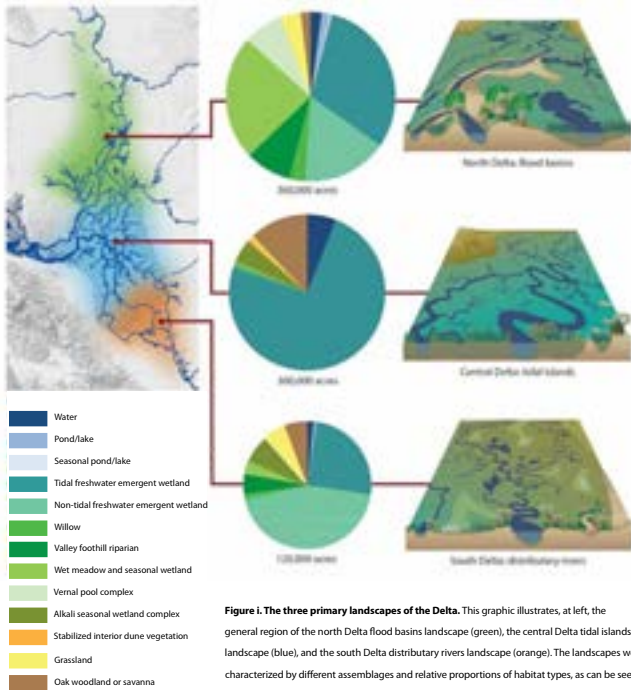 North Delta: flood basins
Central Delta: tidal islands
120,000 acres
South Delta: distributary rivers
Water
Pond/lake
Seasonal pond/lake
Tidal freshwater emergent wetland
Non-tidal freshwater emergent wetland
Willow
Valley foothill riparian
Wet meadow and seasonal wetland
Vernal pool complex
Alkali seasonal wetland complex
Stabilized interior dune vegetation
Grassland
Oak woodland or savanna
Figure i. The three primary landscapes of the Delta. This graphic illustrates, at left, the
general region of the north Delta flood basins landscape (green), the central Delta tidal islands
landscape (blue), and the south Delta distributary rivers landscape (orange). The landscapes w
characterized by different assemblages and relative proportions of habitat types, as can be see